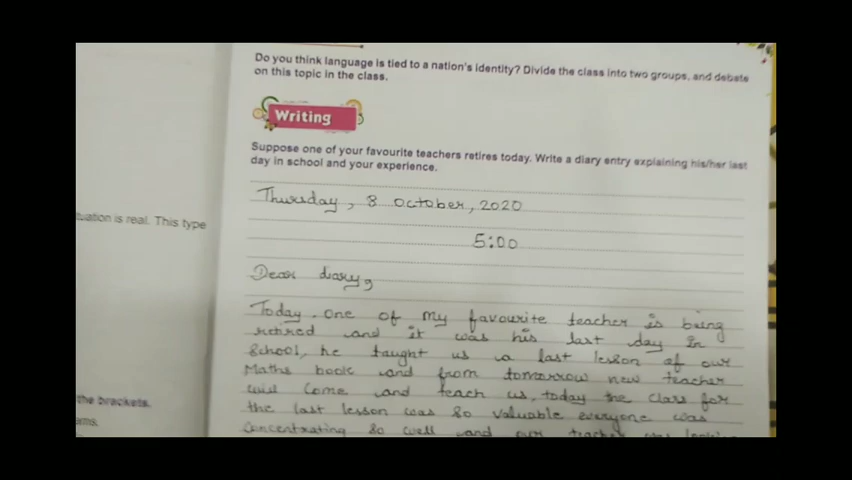 Do you think language is tied to a nation's identity? Divide the class into two groups, and debate
on this topic in the class.
Writing
Suppose one of your favourite teachers retires today. Write a diary entry explaining his/her last
day in school and your experience.
Thursday, 8 October, 2020
5:00
Dear diary,
Today, one of my favourite teacher is being
retired and it was his last day in
School, he taught us a last lesson of our
Maths book and from tomorrow new teacher
will come and teach us, today the class for
the last lesson was so valuable everyone was
concentrating so well and our teacher was
tuation is real. This type
the brackets.
ams.